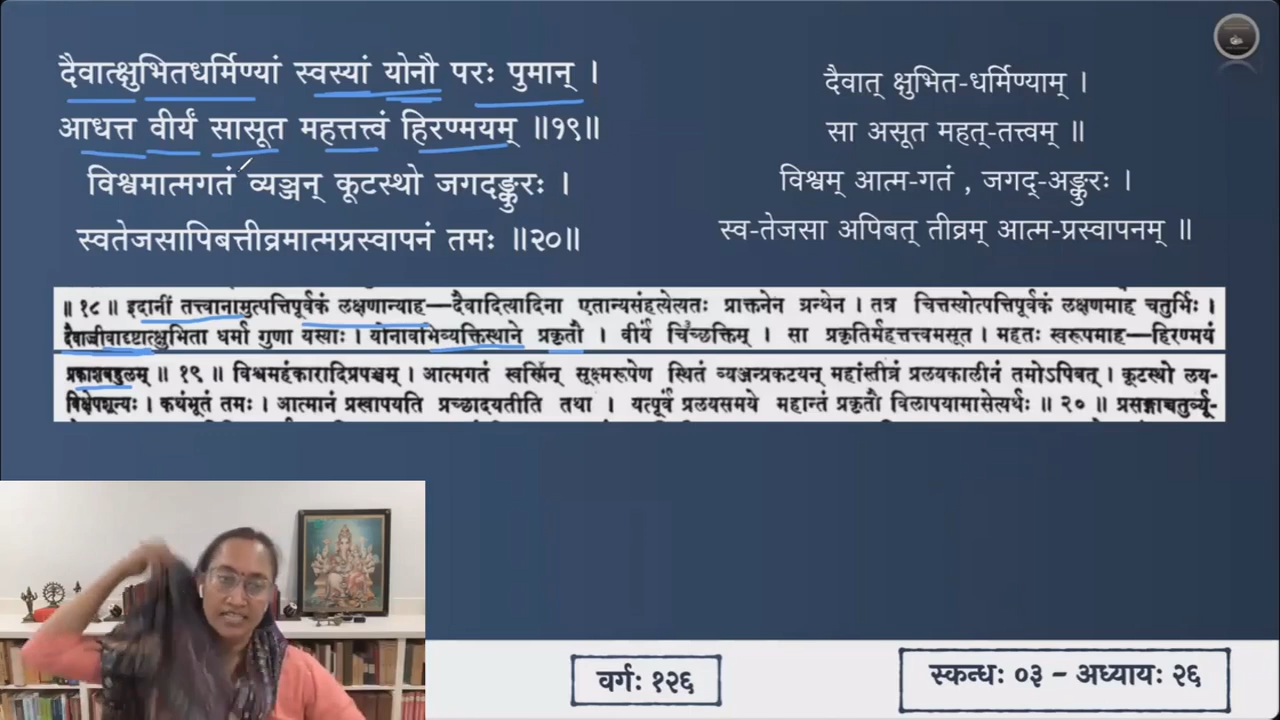 दैवात्क्षुभितधर्मिण्यां स्वस्यां योनौ परः पुमान् ।
आधत्त वीर्यं सासूत महत्तत्त्वं हिरण्मयम् ॥१९॥
विश्वमात्मगतं व्यञ्जन् कूटस्थो जगदङ्कुरः ।
स्वतेजसापिबत्तीव्रमात्मप्रस्वापनं तमः ॥२०॥
दैवात् क्षुभित-धर्मिण्याम् ।
सा असूत महत्-तत्त्वम् ॥
विश्वम् आत्म-गतं , जगद्-अङ्कुरः ।
स्व-तेजसा अपिबत् तीव्रम् आत्म-प्रस्वापनम् ॥
॥ १८ ॥ इदानीं तत्त्वानामुत्पत्तिपूर्वकं लक्षणान्याह—दैवादित्यादिना एतान्यसंहत्येत्यतः प्राक्तनेन ग्रन्थेन । तत्र चित्तस्योत्पत्तिपूर्वकं लक्षणमाह चतुर्भिः ।
दैवाज्जीवादृष्टात्क्षुभिता धर्मा गुणा यस्याः । योनावभिव्यक्तिस्थाने प्रकृतौ । वीर्यं चिच्छक्तिम् । सा प्रकृतिर्महत्तत्त्वमसूत । महतः स्वरूपमाह—हिरण्मयं
प्रकाशबहुलम् ॥ १९ ॥ विश्वमहंकारादिप्रपञ्चम् । आत्मगतं स्वस्मिन् सूक्ष्मरूपेण स्थितं व्यञ्जन्प्रकटयन् महांस्तीव्रं प्रलयकालीनं तमोऽपिबत् । कूटस्थो लय-
विक्षेपशून्यः । कथंभूतं तमः । आत्मानं प्रस्वापयति प्रच्छादयतीति तथा । यत्पूर्वं प्रलयसमये महान्तं प्रकृतौ विलापयामासेत्यर्थः ॥ २० ॥ प्रसङ्गाच्चतुर्व्यू-
वर्गः १२६
स्कन्धः ०३ – अध्यायः २६